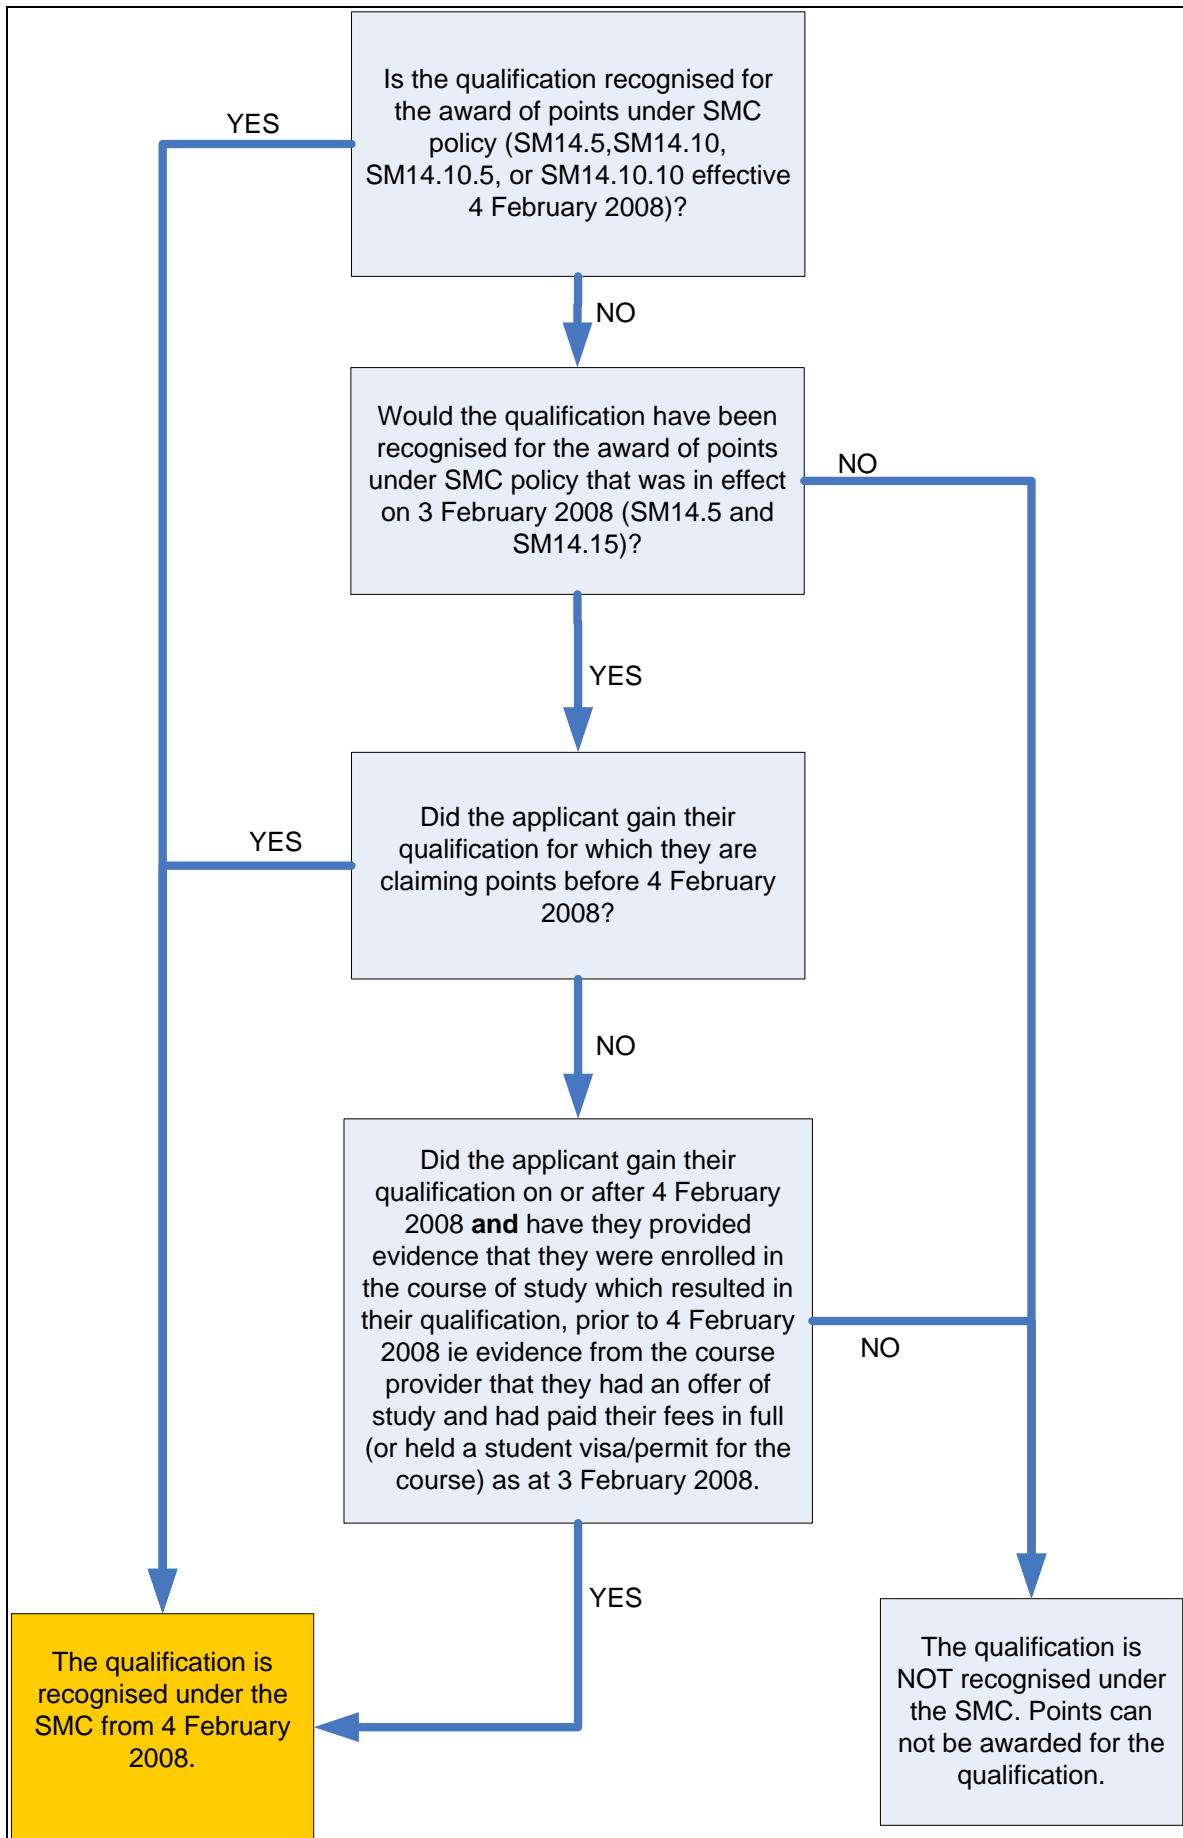 Is the qualification recognised for
the award of points under SMC
policy (SM14.5,SM14.10,
SM14.10.5, or SM14.10.10 effective
4 February 2008)?
YES
NO
Would the qualification have been
recognised for the award of points
under SMC policy that was in effect
on 3 February 2008 (SM14.5 and
SM14.15)?
NO
YES
Did the applicant gain their
qualification for which they are
claiming points before 4 February
2008?
YES
NO
Did the applicant gain their
qualification on or after 4 February
2008 and have they provided
evidence that they were enrolled in
the course of study which resulted in
their qualification, prior to 4 February
2008 ie evidence from the course
provider that they had an offer of
study and had paid their fees in full
(or held a student visa/permit for the
course) as at 3 February 2008.
NO
YES
The qualification is
recognised under the
SMC from 4 February
2008.
The qualification is
NOT recognised under
the SMC. Points can
not be awarded for the
qualification.